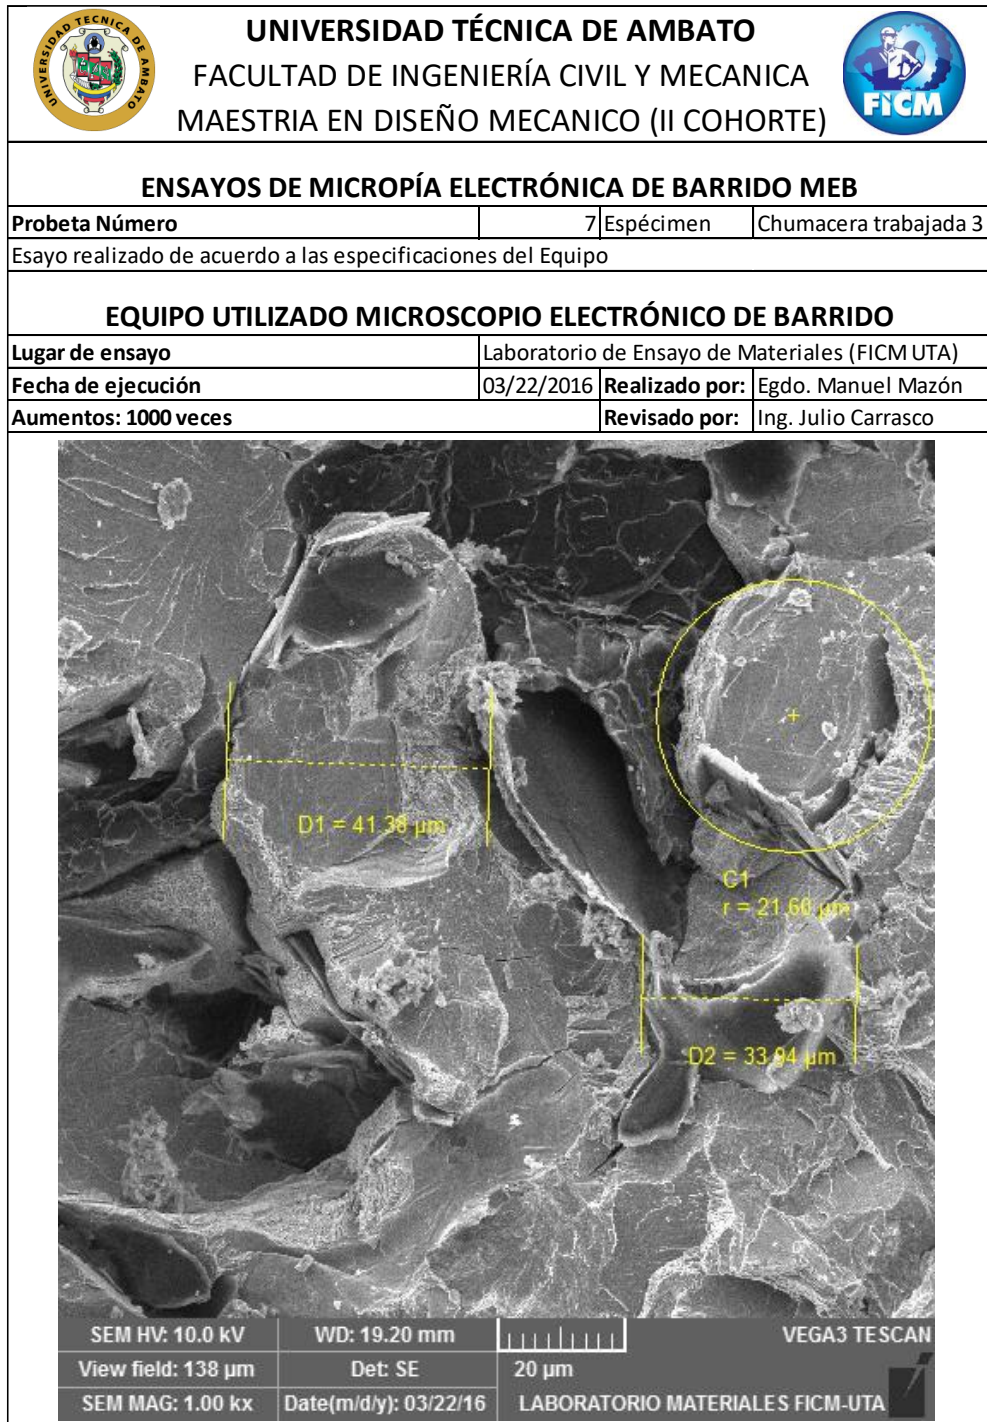 UNIVERSIDAD TÉCNICA DE AMBATO
FACULTAD DE INGENIERÍA CIVIL Y MECANICA
MAESTRIA EN DISEÑO MECANICO (II COHORTE)
UNIVERSIDAD TECNICA DE AMBATO
FICM
ENSAYOS DE MICROPÍA ELECTRÓNICA DE BARRIDO MEB
Probeta Número 7 Espécimen Chumacera trabajada 3
Esayo realizado de acuerdo a las especificaciones del Equipo
EQUIPO UTILIZADO MICROSCOPIO ELECTRÓNICO DE BARRIDO
Lugar de ensayo Laboratorio de Ensayo de Materiales (FICM UTA)
Fecha de ejecución 03/22/2016 Realizado por: Egdo. Manuel Mazón
Aumentos: 1000 veces Revisado por: Ing. Julio Carrasco
D1 = 41.38 µm
C1
r = 21.66 µm
D2 = 33.94 µm
SEM HV: 10.0 kV WD: 19.20 mm VEGA3 TESCAN
View field: 138 µm Det: SE 20 µm
SEM MAG: 1.00 kx Date(m/d/y): 03/22/16 LABORATORIO MATERIALES FICM-UTA